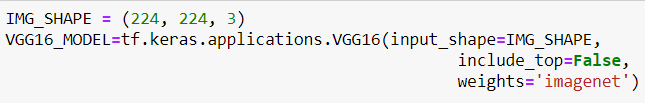 IMG_SHAPE = (224, 224, 3)
VGG16_MODEL=tf.keras.applications.VGG16(input_shape=IMG_SHAPE,
                                        include_top=False,
                                        weights='imagenet')